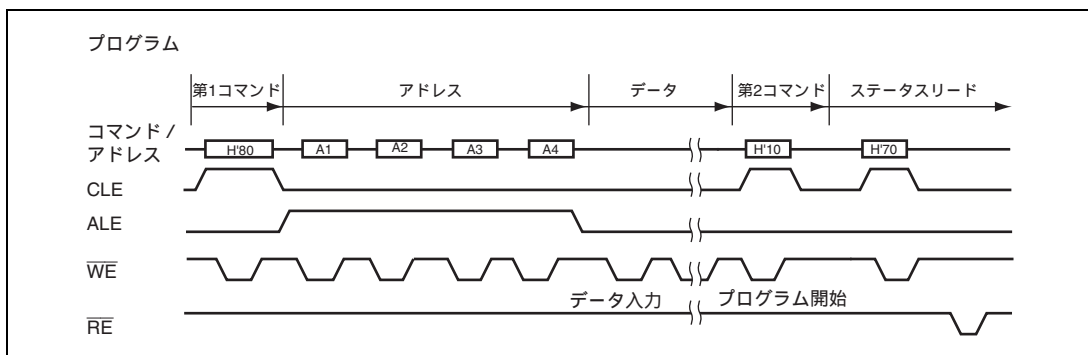 プログラム
第1コマンド アドレス データ 第2コマンド ステータスリード
コマンド/
アドレス
H'80 A1 A2 A3 A4 H'10 H'70
CLE
ALE
WE
データ入力 プログラム開始
RE